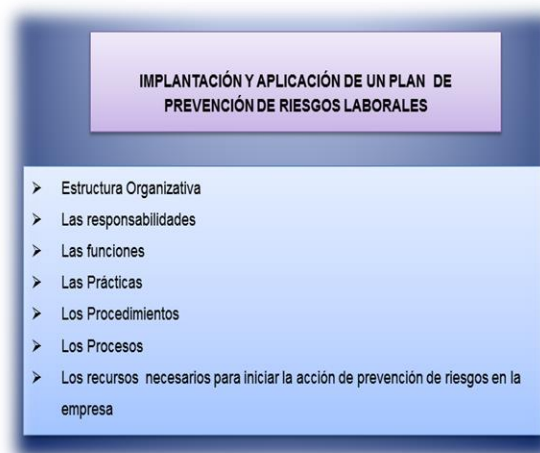 IMPLANTACIÓN Y APLICACIÓN DE UN PLAN DE
PREVENCIÓN DE RIESGOS LABORALES
➢ Estructura Organizativa
➢ Las responsabilidades
➢ Las funciones
➢ Las Prácticas
➢ Los Procedimientos
➢ Los Procesos
➢ Los recursos necesarios para iniciar la acción de prevención de riesgos en la
empresa